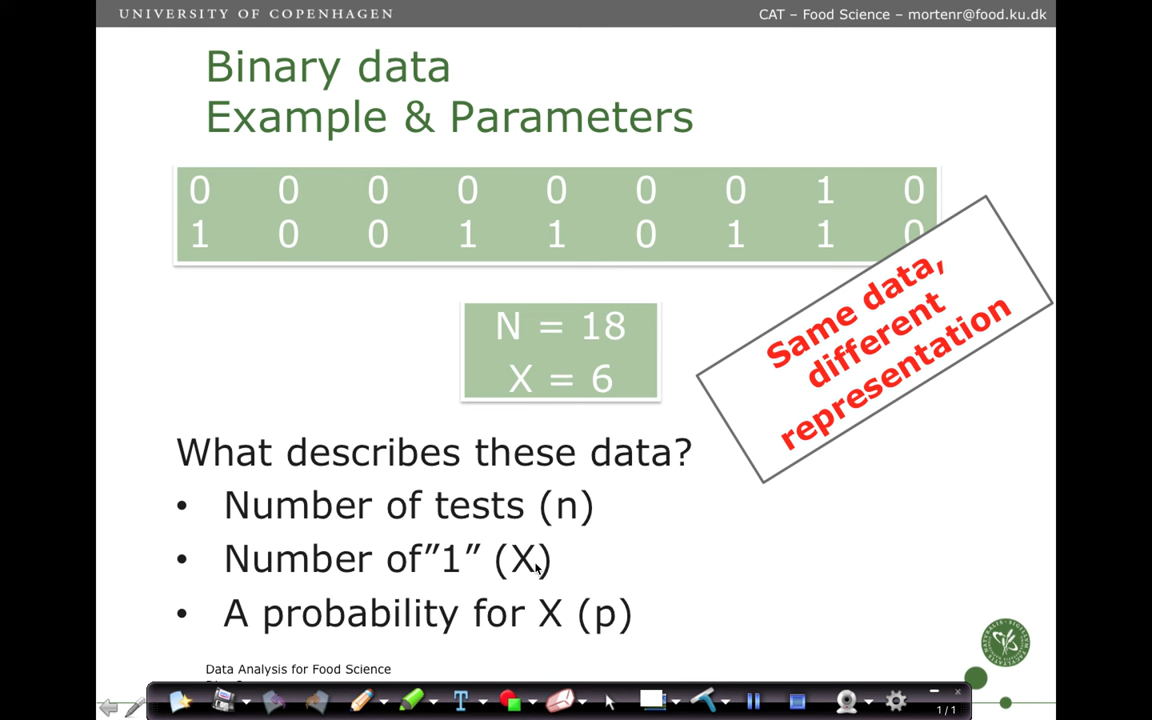 UNIVERSITY OF COPENHAGEN
CAT – Food Science – mortenr@food.ku.dk
Binary data
Example & Parameters
0 0 0 0 0 0 0 1 0
1 0 0 1 1 0 1 1 0
N = 18
X = 6
Same data,
different
representation
What describes these data?
• Number of tests (n)
• Number of”1” (X)
• A probability for X (p)
Data Analysis for Food Science
T
1 / 1